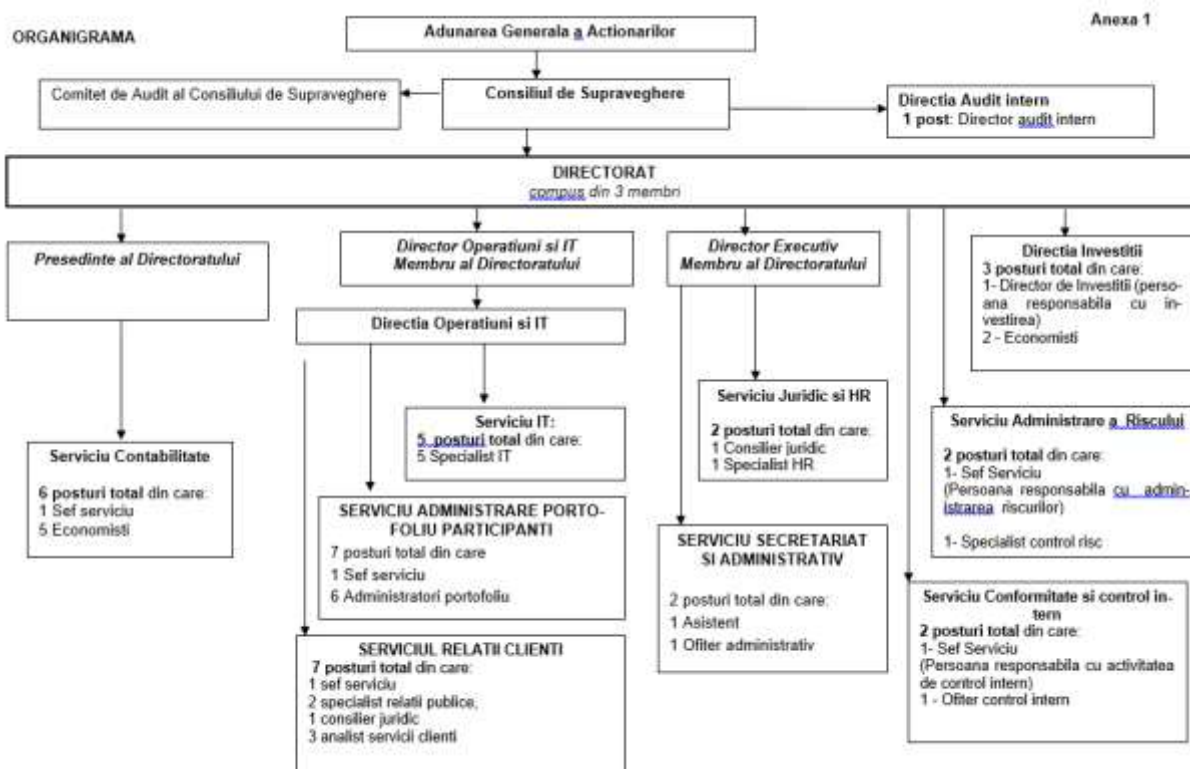 ORGANIGRAMA
Anexa 1
Adunarea Generala a Actionarilor
Comitet de Audit al Consiliului de Supraveghere
Consiliul de Supraveghere
Directia Audit intern
1 post: Director audit intern
DIRECTORAT
compus din 3 membri
Presedinte al Directoratului
Director Operatiuni si IT
Membru al Directoratului
Director Executiv
Membru al Directoratului
Directia Investitii
3 posturi total din care:
1- Director de Investitii (perso-
ana responsabila cu in-
vestirea)
2 - Economisti
Directia Operatiuni si IT
Serviciu Contabilitate
6 posturi total din care:
1 Sef serviciu
5 Economisti
Serviciu IT:
5 posturi total din care:
5 Specialist IT
SERVICIU ADMINISTRARE PORTO-
FOLIU PARTICIPANTI
7 posturi total din care
1 Sef serviciu
6 Administratori portofoliu
SERVICIUL RELATII CLIENTI
7 posturi total din care:
1 sef serviciu
2 specialist relatii publice,
1 consilier juridic
3 analist servicii clienti
Serviciu Juridic si HR
2 posturi total din care:
1 Consilier juridic
1 Specialist HR
SERVICIU SECRETARIAT
SI ADMINISTRATIV
2 posturi total din care:
1 Asistent
1 Ofiter administrativ
Serviciu Administrare a Riscului
2 posturi total din care:
1- Sef Serviciu
(Persoana responsabila cu admin-
istrarea riscurilor)
1- Specialist control risc
Serviciu Conformitate si control in-
tern
2 posturi total din care:
1- Sef Serviciu
(Persoana responsabila cu activitatea
de control intern)
1 - Ofiter control intern